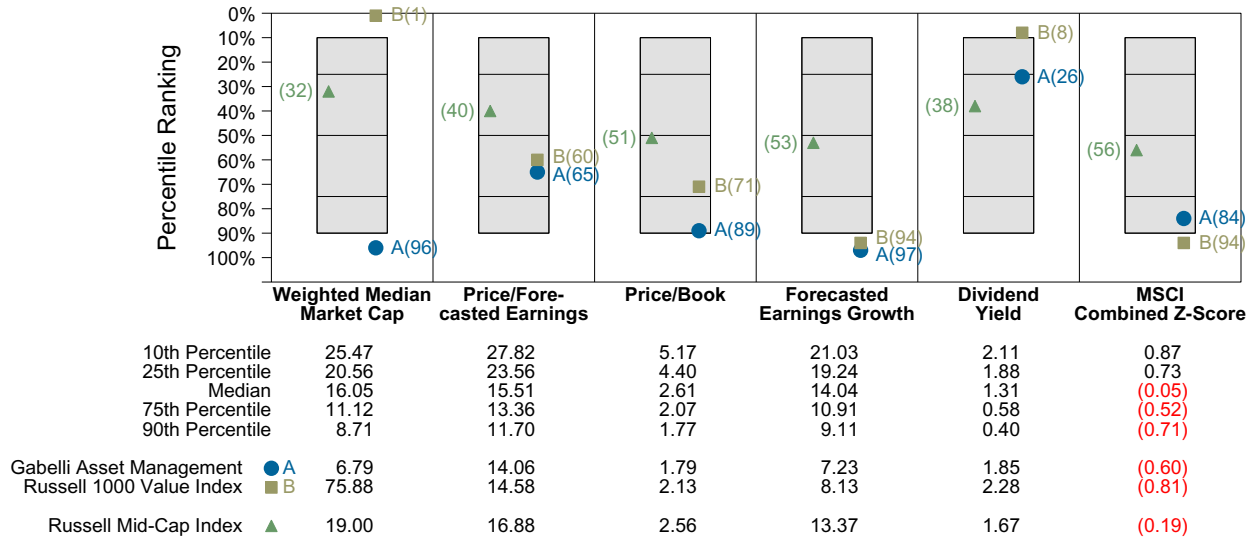 Percentile Ranking
0%
10%
20%
30%
40%
50%
60%
70%
80%
90%
100%
(32)
B(1)
A(96)
(40)
B(60)
A(65)
(51)
B(71)
A(89)
(53)
B(94)
A(97)
(38)
B(8)
A(26)
(56)
A(84)
B(94)
Weighted Median Market Cap
Price/Fore-casted Earnings
Price/Book
Forecasted Earnings Growth
Dividend Yield
MSCI Combined Z-Score
10th Percentile 25.47 27.82 5.17 21.03 2.11 0.87
25th Percentile 20.56 23.56 4.40 19.24 1.88 0.73
Median 16.05 15.51 2.61 14.04 1.31 (0.05)
75th Percentile 11.12 13.36 2.07 10.91 0.58 (0.52)
90th Percentile 8.71 11.70 1.77 9.11 0.40 (0.71)
Gabelli Asset Management A 6.79 14.06 1.79 7.23 1.85 (0.60)
Russell 1000 Value Index B 75.88 14.58 2.13 8.13 2.28 (0.81)
Russell Mid-Cap Index 19.00 16.88 2.56 13.37 1.67 (0.19)